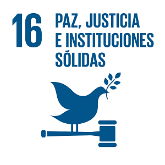 16 PAZ, JUSTICIA
E INSTITUCIONES
SÓLIDAS